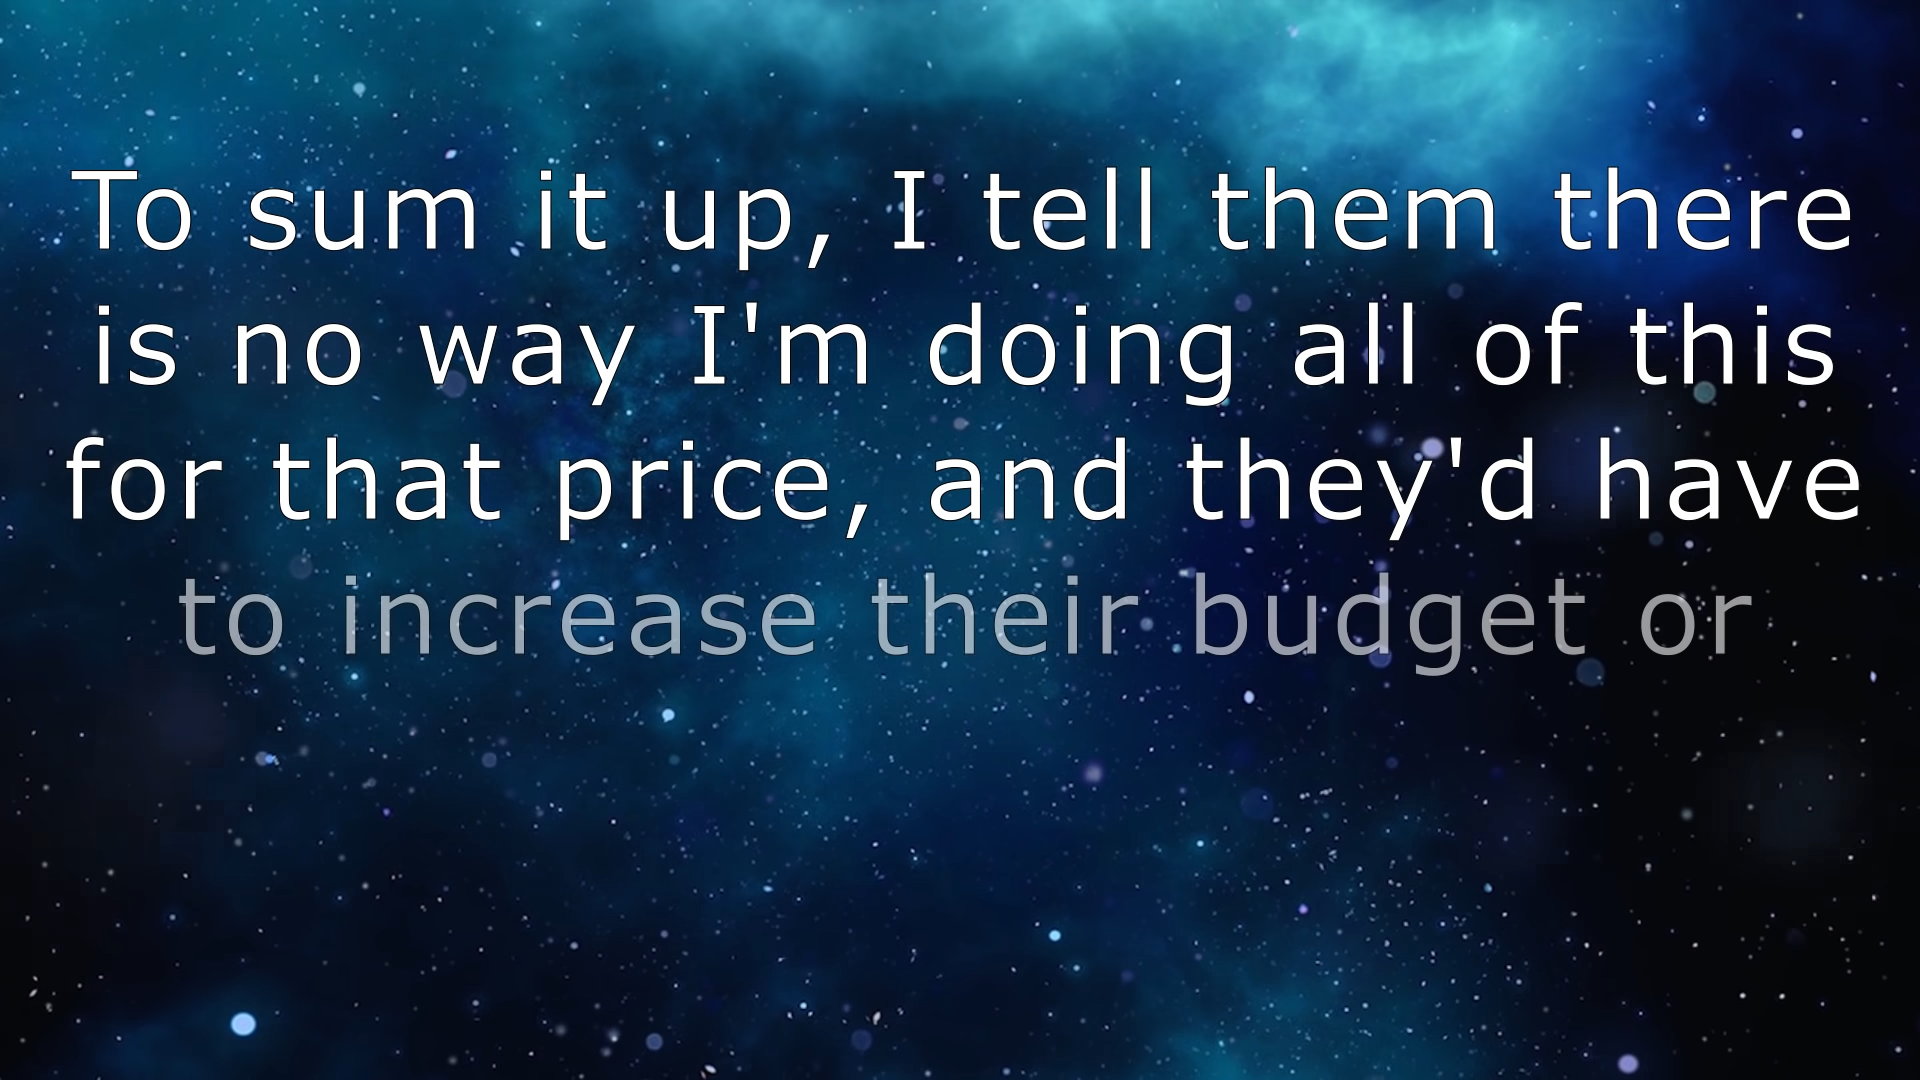 To sum it up, I tell them there
is no way I'm doing all of this
for that price, and they'd have
to increase their budget or